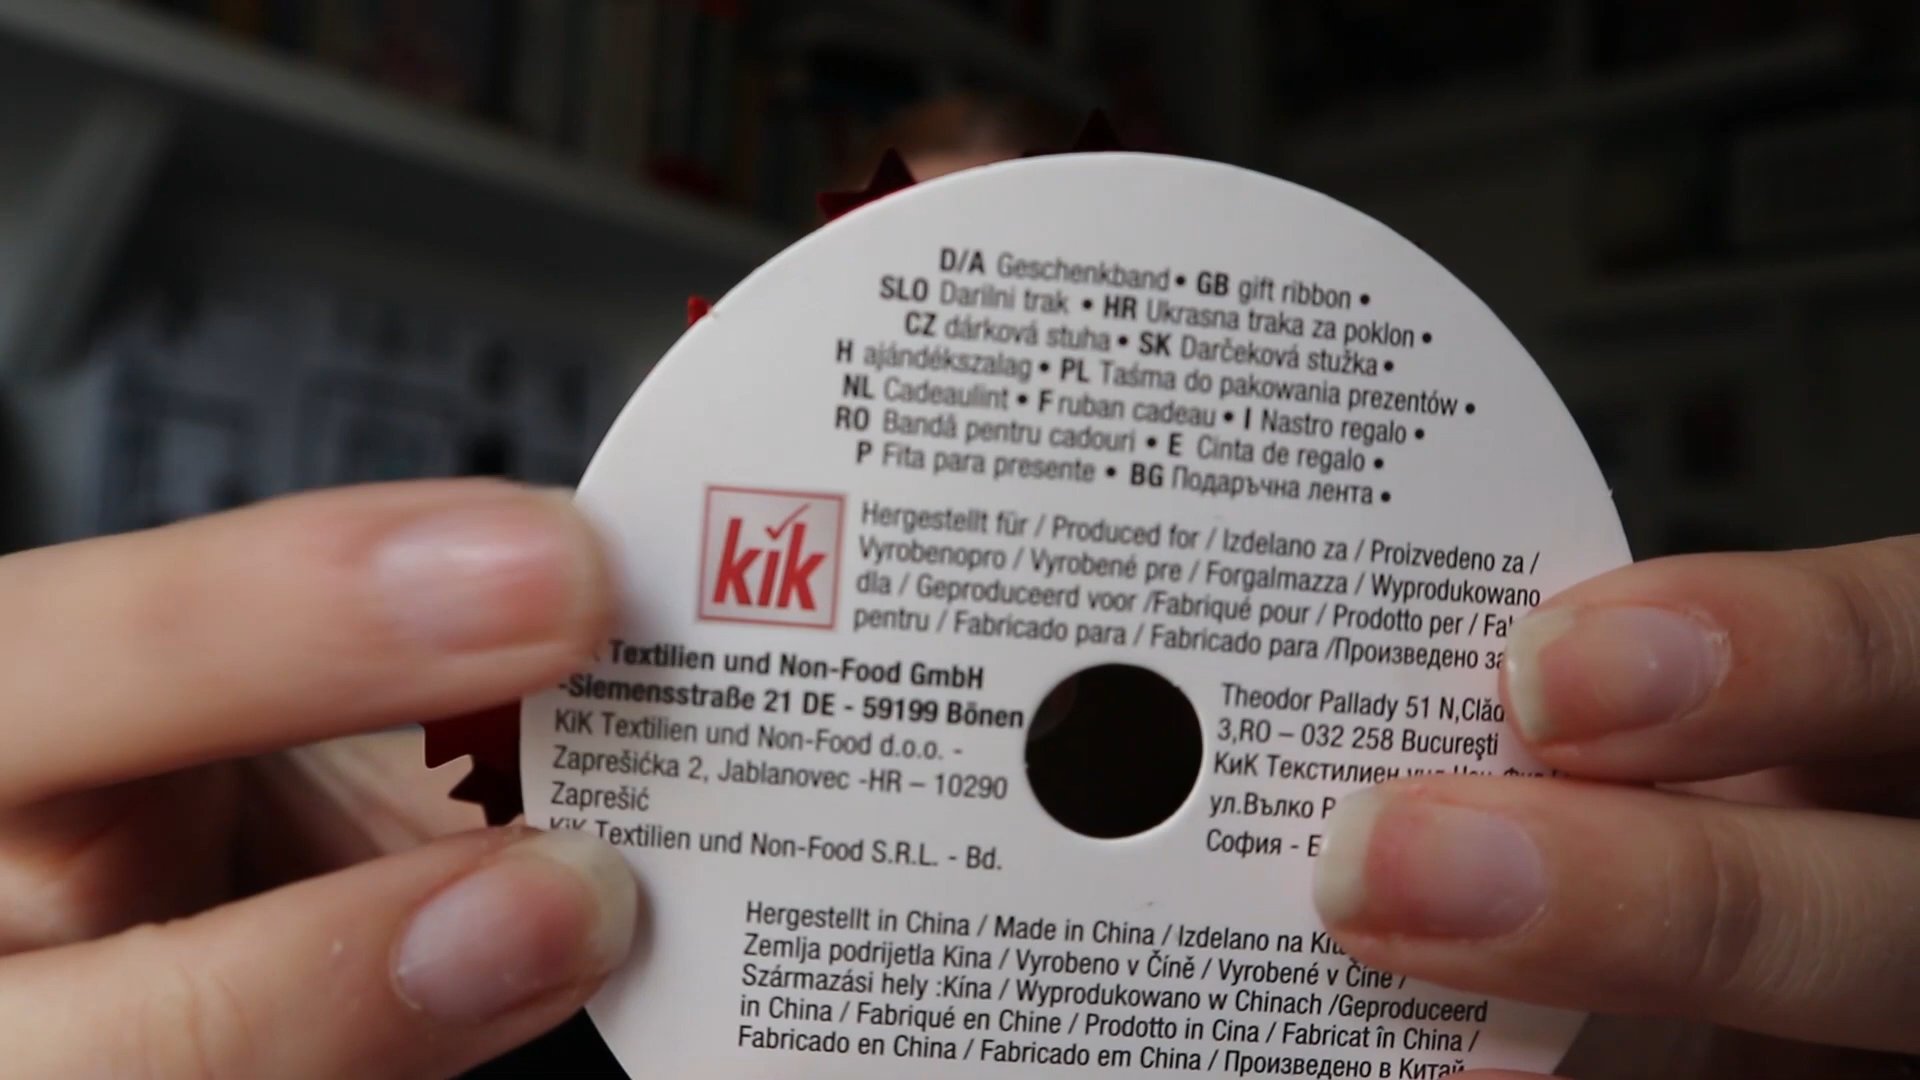 D/A Geschenkband • GB gift ribbon •
SLO Darilni trak • HR Ukrasna traka za poklon •
CZ dárková stuha • SK Darčeková stužka •
H ajándékszalag • PL Taśma do pakowania prezentów •
NL Cadeaulint • F ruban cadeau • I Nastro regalo •
RO Bandă pentru cadouri • E Cinta de regalo •
P Fita para presente • BG Подаръчна лента •
kik
Hergestellt für / Produced for / Izdelano za / Proizvedeno za /
Vyrobenopro / Vyrobené pre / Forgalmazza / Wyprodukowano
dla / Geproduceerd voor /Fabriqué pour / Prodotto per /
pentru / Fabricado para / Fabricado para /Произведено за
Textilien und Non-Food GmbH
-Siemensstraße 21 DE - 59199 Bönen
KiK Textilien und Non-Food d.o.o. -
Zaprešićka 2, Jablanovec -HR – 10290
Zaprešić
KiK Textilien und Non-Food S.R.L. - Bd.
Theodor Pallady 51 N,
3,RO – 032 258 Bucureşti
КиК Текстилиен
ул.Вълко
София -
Hergestellt in China / Made in China / Izdelano na
Zemlja podrijetla Kina / Vyrobeno v Číně / Vyrobené v Číne /
Származási hely :Kína / Wyprodukowano w Chinach /Geproduceerd
in China / Fabriqué en Chine / Prodotto in Cina / Fabricat în China /
Fabricado en China / Fabricado em China / Произведено в Китай